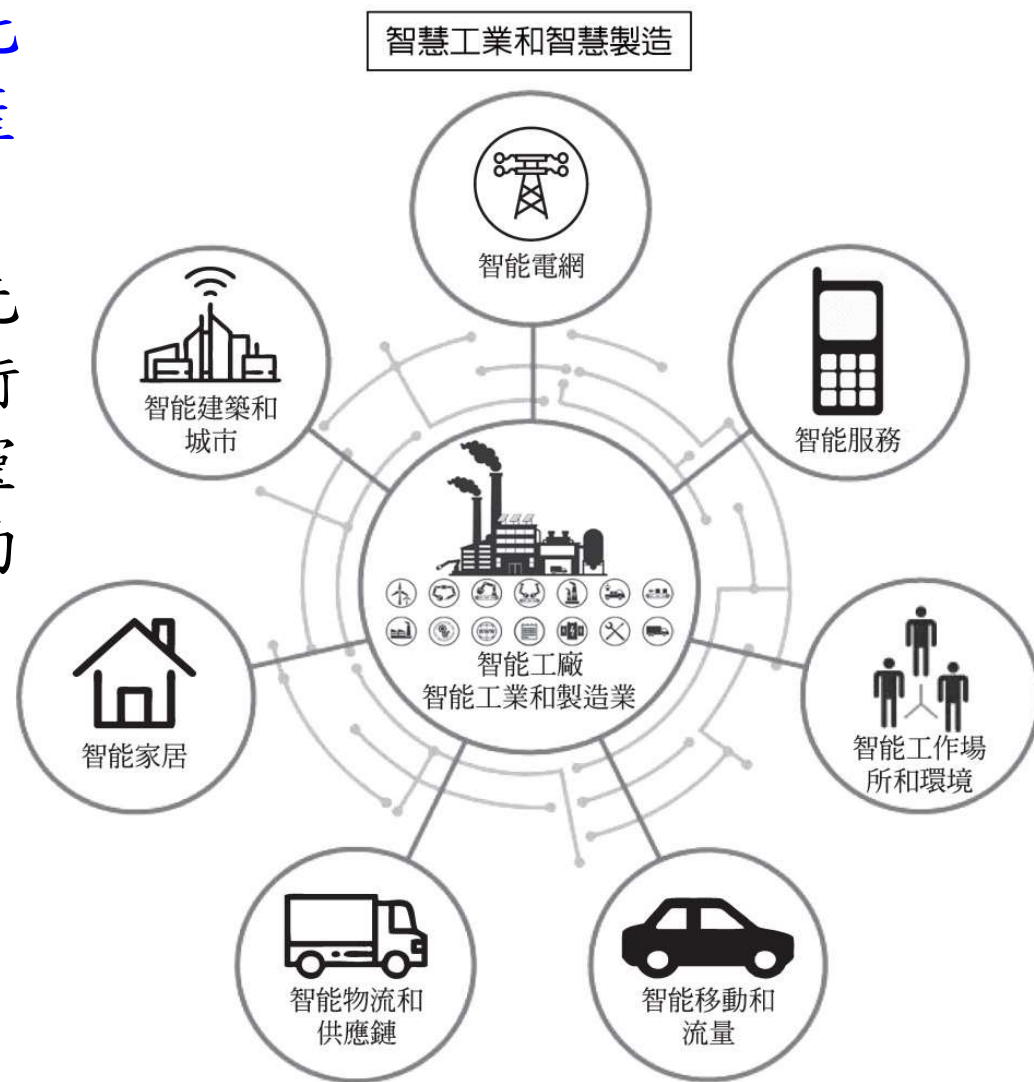 智慧工業和智慧製造
智能電網
智能建築和
城市
智能服務
WWW
智能工廠
智能工業和製造業
智能家居
智能工作場
所和環境
智能物流和
供應鏈
智能移動和
流量